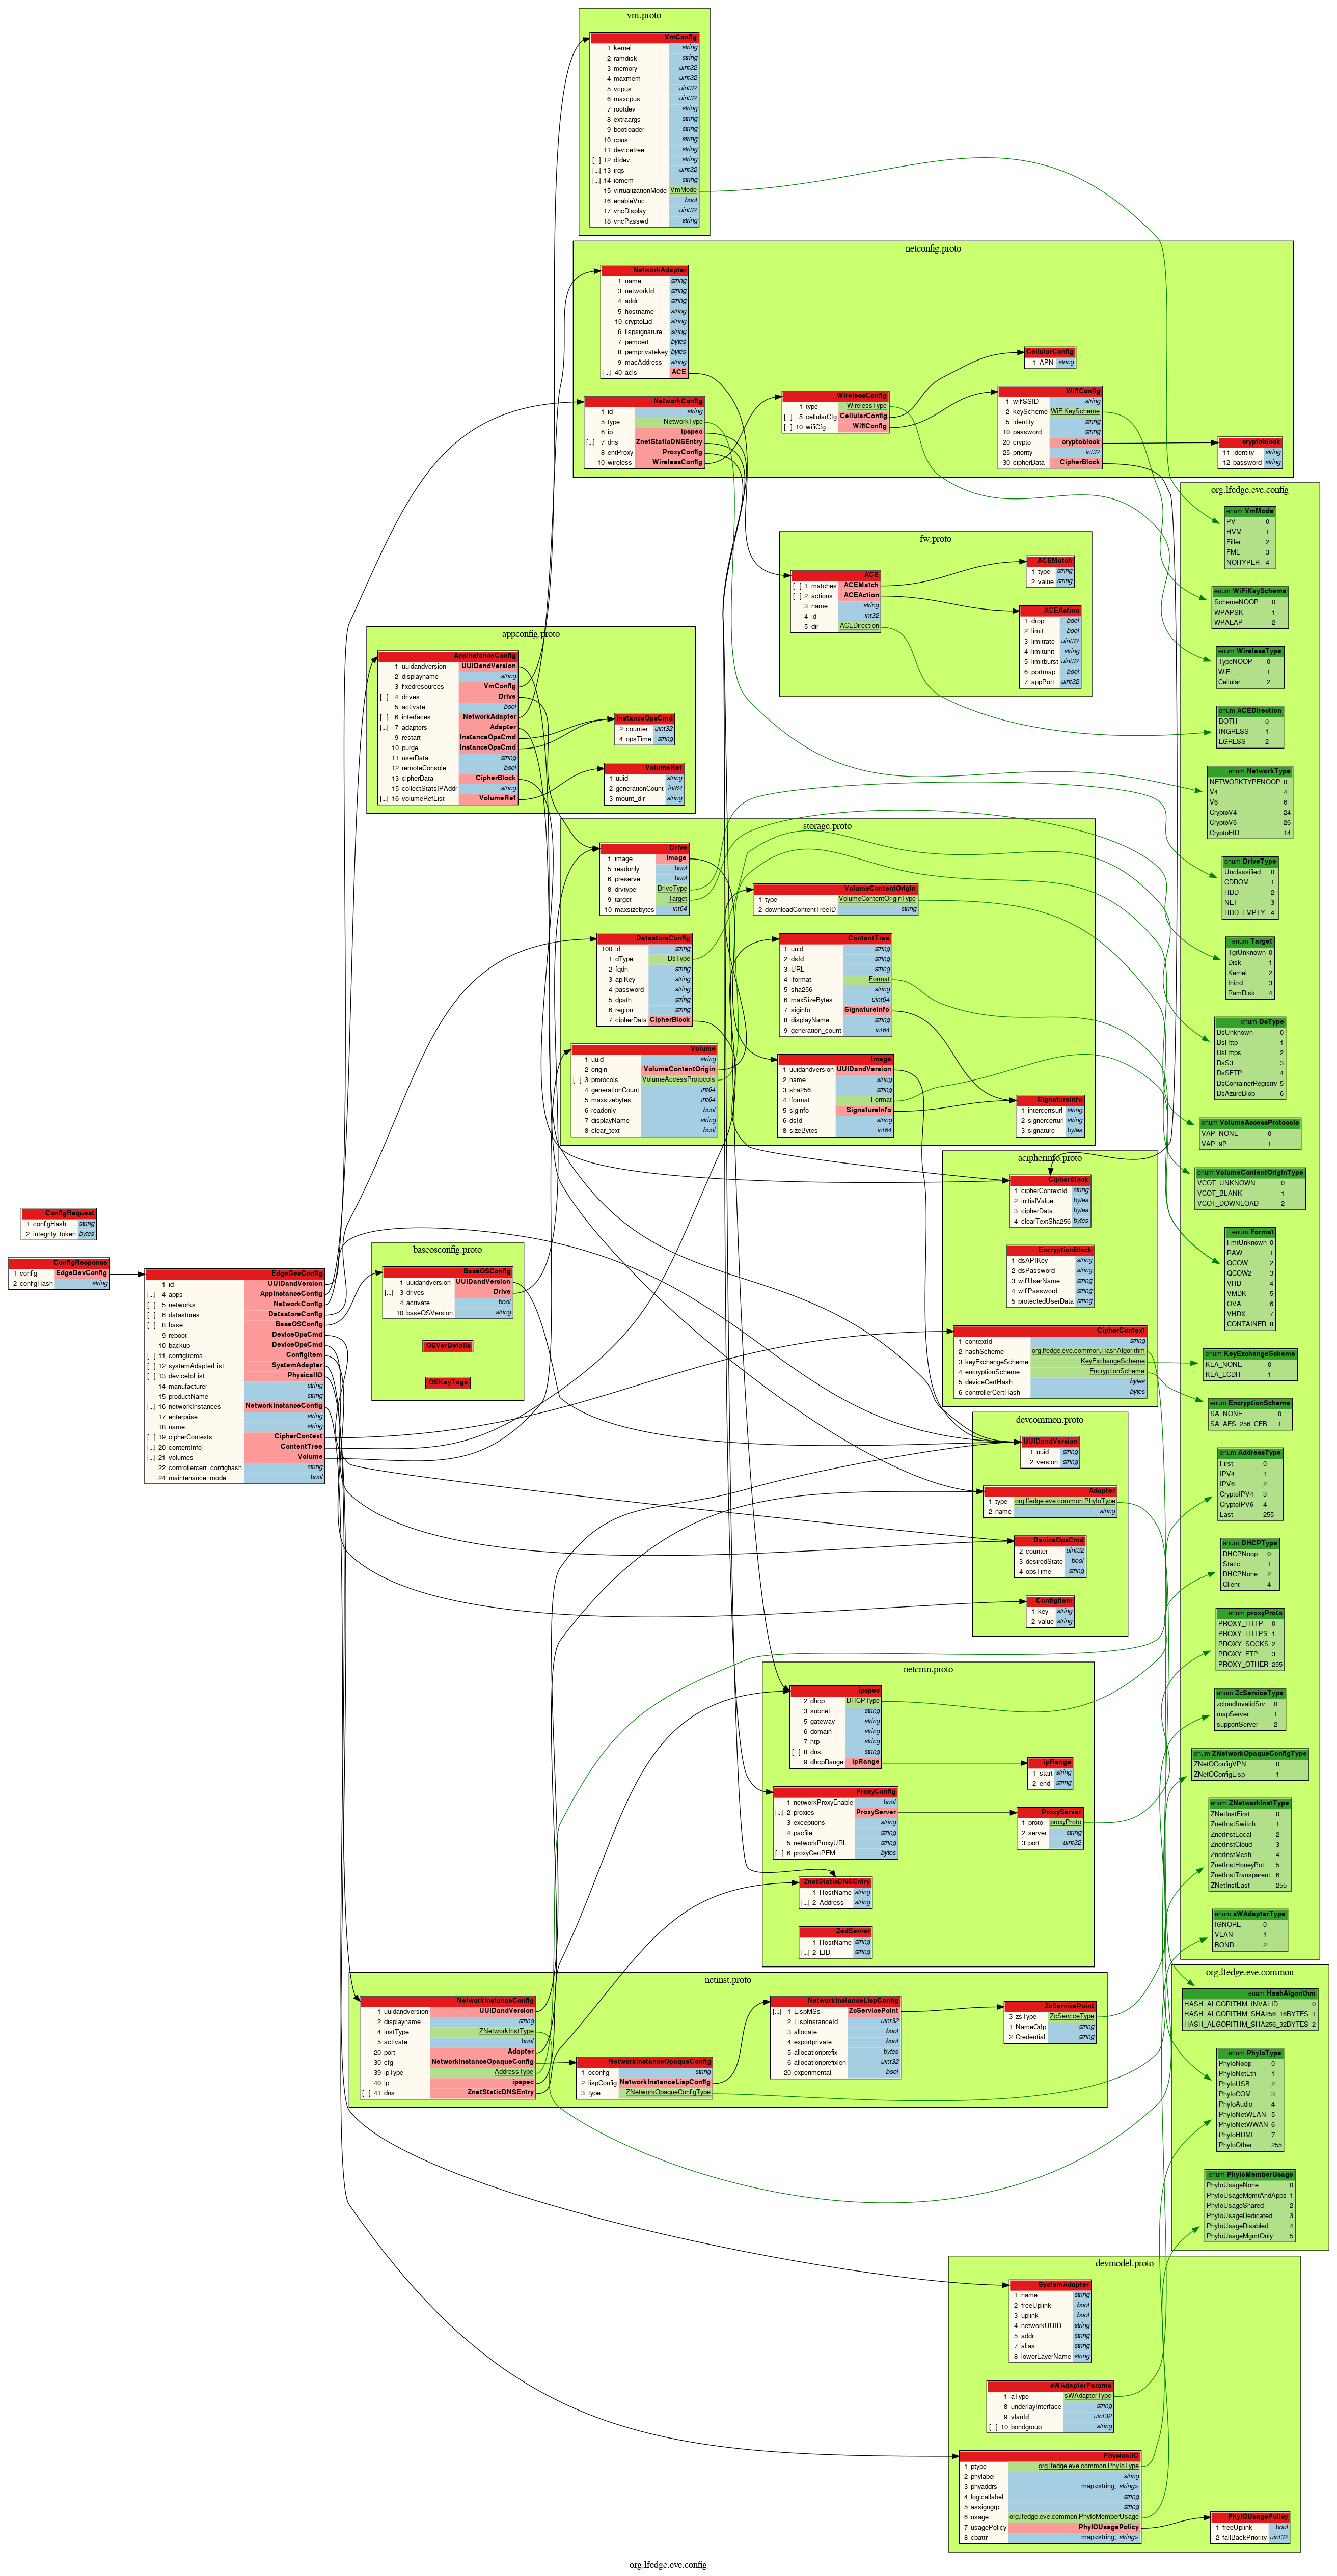 vm.proto
VmConfig
1 kernel string
2 ramdisk string
3 memory uint32
4 maxmem uint32
5 vcpus uint32
6 maxcpus uint32
7 rootdev string
8 extraargs string
9 bootloader string
10 cpus string
11 devicetree string
[...] 12 dtdev string
[...] 13 irqs uint32
[...] 14 iomem string
15 virtualizationMode VmMode
16 enableVnc bool
17 vncDisplay uint32
18 vncPasswd string
netconfig.proto
NetworkAdapter
1 name string
3 networkId string
4 addr string
5 hostname string
10 cryptoEid string
6 lispsignature string
7 pemcert bytes
8 pemprivatekey bytes
9 macAddress string
[...] 40 acls ACE
NetworkConfig
1 id string
5 type NetworkType
6 ip ipspec
[...] 7 dns ZnetStaticDNSEntry
8 entProxy ProxyConfig
10 wireless WirelessConfig
WirelessConfig
1 type WirelessType
[...] 5 cellularCfg CellularConfig
[...] 10 wifiCfg WifiConfig
CellularConfig
1 APN string
WifiConfig
1 wifiSSID string
2 keyScheme WiFiKeyScheme
5 identity string
10 password string
20 crypto cryptoblock
25 priority int32
30 cipherData CipherBlock
cryptoblock
11 identity string
12 password string
fw.proto
ACE
[...] 1 matches ACEMatch
[...] 2 actions ACEAction
3 name string
4 id int32
5 dir ACEDirection
ACEMatch
1 type string
2 value string
ACEAction
1 drop bool
2 limit bool
3 limitrate uint32
4 limitunit string
5 limitburst uint32
6 portmap bool
7 appPort uint32
appconfig.proto
AppInstanceConfig
1 uuidandversion UUIDandVersion
2 displayname string
3 fixedresources VmConfig
[...] 4 drives Drive
5 activate bool
[...] 6 interfaces NetworkAdapter
[...] 7 adapters Adapter
9 restart InstanceOpsCmd
10 purge InstanceOpsCmd
11 userData string
12 remoteConsole bool
13 cipherData CipherBlock
15 collectStatsIPAddr string
[...] 16 volumeRefList VolumeRef
InstanceOpsCmd
2 counter uint32
4 opsTime string
VolumeRef
1 uuid string
2 generationCount int64
3 mount_dir string
storage.proto
Drive
1 image Image
5 readonly bool
6 preserve bool
8 drvtype DriveType
9 target Target
10 maxsizebytes int64
DatastoreConfig
100 id string
1 dType DsType
2 fqdn string
3 apiKey string
4 password string
5 dpath string
6 region string
7 cipherData CipherBlock
Volume
1 uuid string
2 origin VolumeContentOrigin
[...] 3 protocols VolumeAccessProtocols
4 generationCount int64
5 maxsizebytes int64
6 readonly bool
7 displayName string
8 clear_text bool
VolumeContentOrigin
1 type VolumeContentOriginType
2 downloadContentTreeID string
ContentTree
1 uuid string
2 dsId string
3 URL string
4 iformat Format
5 sha256 string
6 maxSizeBytes uint64
7 siginfo SignatureInfo
8 displayName string
9 generation_count int64
Image
1 uuidandversion UUIDandVersion
2 name string
3 sha256 string
4 iformat Format
5 siginfo SignatureInfo
6 dsId string
8 sizeBytes int64
SignatureInfo
1 intercertsurl string
2 signercerturl string
3 signature bytes
acipherinfo.proto
CipherBlock
1 cipherContextId string
2 initialValue bytes
3 cipherData bytes
4 clearTextSha256 bytes
EncryptionBlock
1 dsAPIKey string
2 dsPassword string
3 wifiUserName string
4 wifiPassword string
5 protectedUserData string
CipherContext
1 contextId string
2 hashScheme org.lfedge.eve.common.HashAlgorithm
3 keyExchangeScheme KeyExchangeScheme
4 encryptionScheme EncryptionScheme
5 deviceCertHash bytes
6 controllerCertHash bytes
ConfigRequest
1 configHash string
2 integrity_token bytes
ConfigResponse
1 config EdgeDevConfig
2 configHash string
EdgeDevConfig
1 id UUIDandVersion
[...] 4 apps AppInstanceConfig
[...] 5 networks NetworkConfig
[...] 6 datastores DatastoreConfig
[...] 8 base BaseOSConfig
9 reboot DeviceOpsCmd
10 backup DeviceOpsCmd
[...] 11 configItems ConfigItem
[...] 12 systemAdapterList SystemAdapter
[...] 13 deviceIoList PhysicalIO
14 manufacturer string
15 productName string
[...] 16 networkInstances NetworkInstanceConfig
17 enterprise string
18 name string
[...] 19 cipherContexts CipherContext
[...] 20 contentInfo ContentTree
[...] 21 volumes Volume
22 controllercert_confighash string
24 maintenance_mode bool
baseosconfig.proto
BaseOSConfig
1 uuidandversion UUIDandVersion
[...] 3 drives Drive
4 activate bool
10 baseOSVersion string
OSVerDetails
OSKeyTags
devcommon.proto
UUIDandVersion
1 uuid string
2 version string
Adapter
1 type org.lfedge.eve.common.PhyIoType
2 name string
DeviceOpsCmd
2 counter uint32
3 desiredState bool
4 opsTime string
ConfigItem
1 key string
2 value string
netcmn.proto
ipspec
2 dhcp DHCPType
3 subnet string
5 gateway string
6 domain string
7 ntp string
[...] 8 dns string
9 dhcpRange ipRange
ipRange
1 start string
2 end string
ProxyConfig
1 networkProxyEnable bool
[...] 2 proxies ProxyServer
3 exceptions string
4 pacfile string
5 networkProxyURL string
[...] 6 proxyCertPEM bytes
ProxyServer
1 proto proxyProto
2 server string
3 port uint32
ZnetStaticDNSEntry
1 HostName string
[...] 2 Address string
ZedServer
1 HostName string
[...] 2 EID string
netinst.proto
NetworkInstanceConfig
1 uuidandversion UUIDandVersion
2 displayname string
4 instType ZNetworkInstType
5 activate bool
20 port Adapter
30 cfg NetworkInstanceOpaqueConfig
39 ipType AddressType
40 ip ipspec
[...] 41 dns ZnetStaticDNSEntry
NetworkInstanceOpaqueConfig
1 oconfig string
2 lispConfig NetworkInstanceLispConfig
3 type ZNetworkOpaqueConfigType
NetworkInstanceLispConfig
[...] 1 LispMSs ZcServicePoint
2 LispInstanceId uint32
3 allocate bool
4 exportprivate bool
5 allocationprefix bytes
6 allocationprefixlen uint32
20 experimental bool
ZcServicePoint
3 zsType ZcServiceType
1 NameOrIp string
2 Credential string
devmodel.proto
SystemAdapter
1 name string
2 freeUplink bool
3 uplink bool
4 networkUUID string
5 addr string
7 alias string
8 lowerLayerName string
sWAdapterParams
1 aType sWAdapterType
8 underlayInterface string
9 vlanId uint32
[...] 10 bondgroup string
PhysicalIO
1 ptype org.lfedge.eve.common.PhyIoType
2 phylabel string
3 phyaddrs map<string, string>
4 logicallabel string
5 assigngrp string
6 usage org.lfedge.eve.common.PhyIoMemberUsage
7 usagePolicy PhyIOUsagePolicy
8 cbattr map<string, string>
PhyIOUsagePolicy
1 freeUplink bool
2 fallBackPriority uint32
org.lfedge.eve.config
enum VmMode
PV 0
HVM 1
Filler 2
FML 3
NOHYPER 4
enum WiFiKeyScheme
SchemeNOOP 0
WPAPSK 1
WPAEAP 2
enum WirelessType
TypeNOOP 0
WiFi 1
Cellular 2
enum ACEDirection
BOTH 0
INGRESS 1
EGRESS 2
enum NetworkType
NETWORKTYPENOOP 0
V4 4
V6 6
CryptoV4 24
CryptoV6 26
CryptoEID 14
enum DriveType
Unclassified 0
CDROM 1
HDD 2
NET 3
HDD_EMPTY 4
enum Target
TgtUnknown 0
Disk 1
Kernel 2
Initrd 3
RamDisk 4
enum DsType
DsUnknown 0
DsHttp 1
DsHttps 2
DsS3 3
DsSFTP 4
DsContainerRegistry 5
DsAzureBlob 6
enum VolumeAccessProtocols
VAP_NONE 0
VAP_9P 1
enum VolumeContentOriginType
VCOT_UNKNOWN 0
VCOT_BLANK 1
VCOT_DOWNLOAD 2
enum Format
FmtUnknown 0
RAW 1
QCOW 2
QCOW2 3
VHD 4
VMDK 5
OVA 6
VHDX 7
CONTAINER 8
enum KeyExchangeScheme
KEA_NONE 0
KEA_ECDH 1
enum EncryptionScheme
SA_NONE 0
SA_AES_256_CFB 1
enum AddressType
First 0
IPV4 1
IPV6 2
CryptoIPV4 3
CryptoIPV6 4
Last 255
enum DHCPType
DHCPNoop 0
Static 1
DHCPNone 2
Client 4
enum proxyProto
PROXY_HTTP 0
PROXY_HTTPS 1
PROXY_SOCKS 2
PROXY_FTP 3
PROXY_OTHER 255
enum ZcServiceType
zcloudInvalidSrv 0
mapServer 1
supportServer 2
enum ZNetworkOpaqueConfigType
ZNetOConfigVPN 0
ZNetOConfigLisp 1
enum ZNetworkInstType
ZNetInstFirst 0
ZnetInstSwitch 1
ZnetInstLocal 2
ZnetInstCloud 3
ZnetInstMesh 4
ZnetInstHoneyPot 5
ZnetInstTransparent 6
ZNetInstLast 255
enum sWAdapterType
IGNORE 0
VLAN 1
BOND 2
org.lfedge.eve.common
enum HashAlgorithm
HASH_ALGORITHM_INVALID 0
HASH_ALGORITHM_SHA256_16BYTES 1
HASH_ALGORITHM_SHA256_32BYTES 2
enum PhyIoType
PhyIoNoop 0
PhyIoNetEth 1
PhyIoUSB 2
PhyIoCOM 3
PhyIoAudio 4
PhyIoNetWLAN 5
PhyIoNetWWAN 6
PhyIoHDMI 7
PhyIoOther 255
enum PhyIoMemberUsage
PhyIoUsageNone 0
PhyIoUsageMgmtAndApps 1
PhyIoUsageShared 2
PhyIoUsageDedicated 3
PhyIoUsageDisabled 4
PhyIoUsageMgmtOnly 5
org.lfedge.eve.config